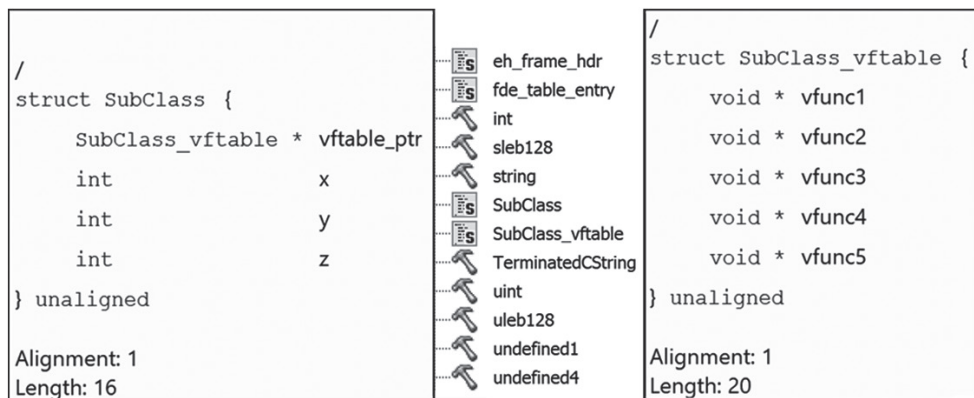 /
struct SubClass {
SubClass_vftable * vftable_ptr
int x
int y
int z
} unaligned
Alignment: 1
Length: 16
eh_frame_hdr
fde_table_entry
int
sleb128
string
SubClass
SubClass_vftable
TerminatedCString
uint
uleb128
undefined1
undefined4
/
struct SubClass_vftable {
void * vfunc1
void * vfunc2
void * vfunc3
void * vfunc4
void * vfunc5
} unaligned
Alignment: 1
Length: 20